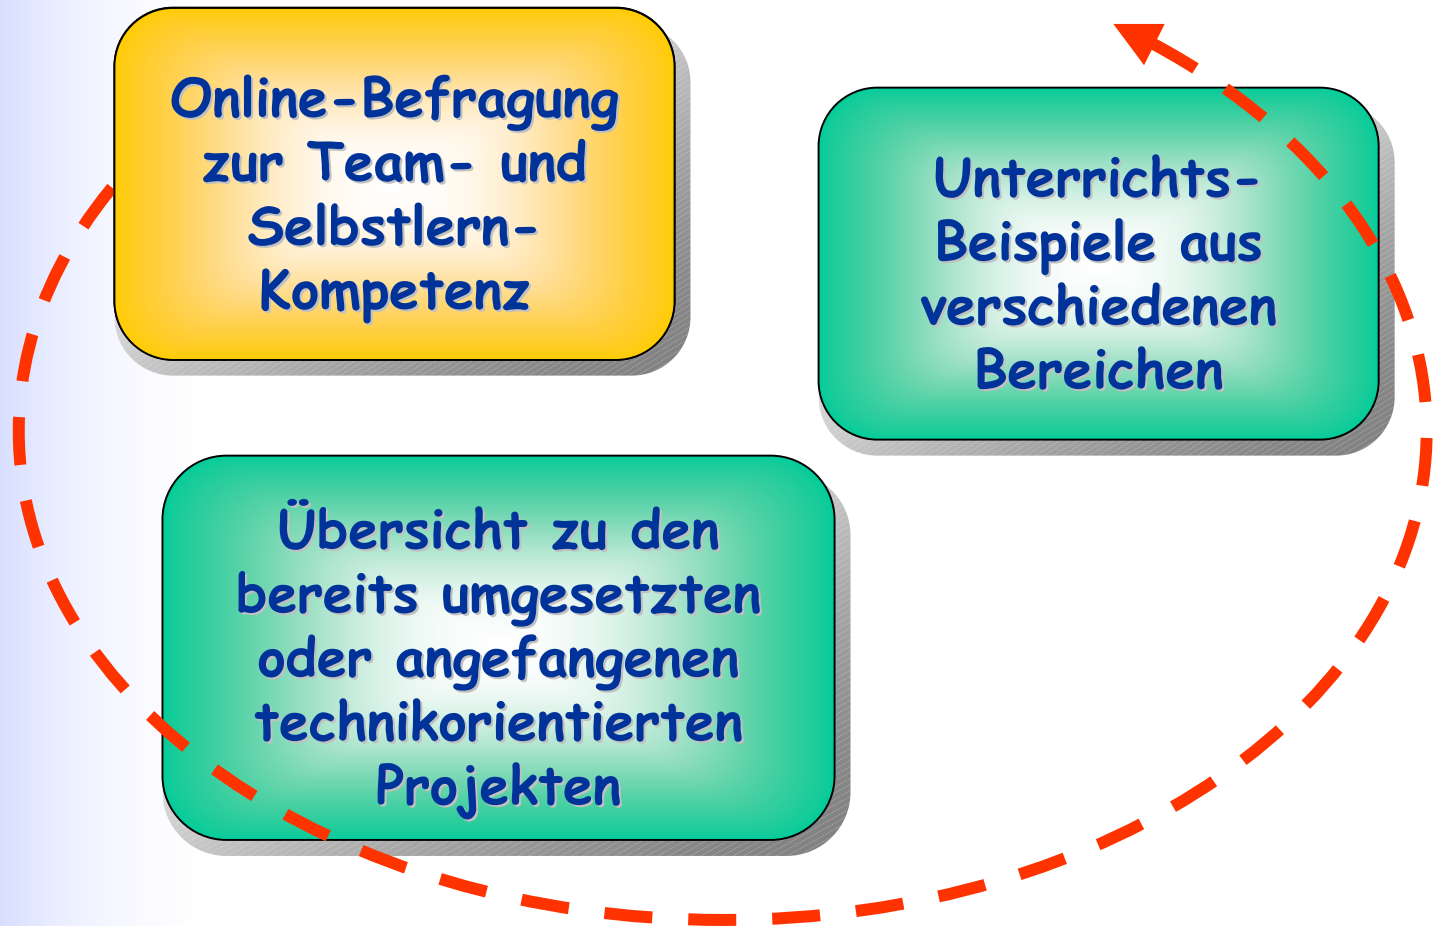 Online-Befragung
zur Team- und
Selbstlern-
Kompetenz
Unterrichts-
Beispiele aus
verschiedenen
Bereichen
Übersicht zu den
bereits umgesetzten
oder angefangenen
technikorientierten
Projekten